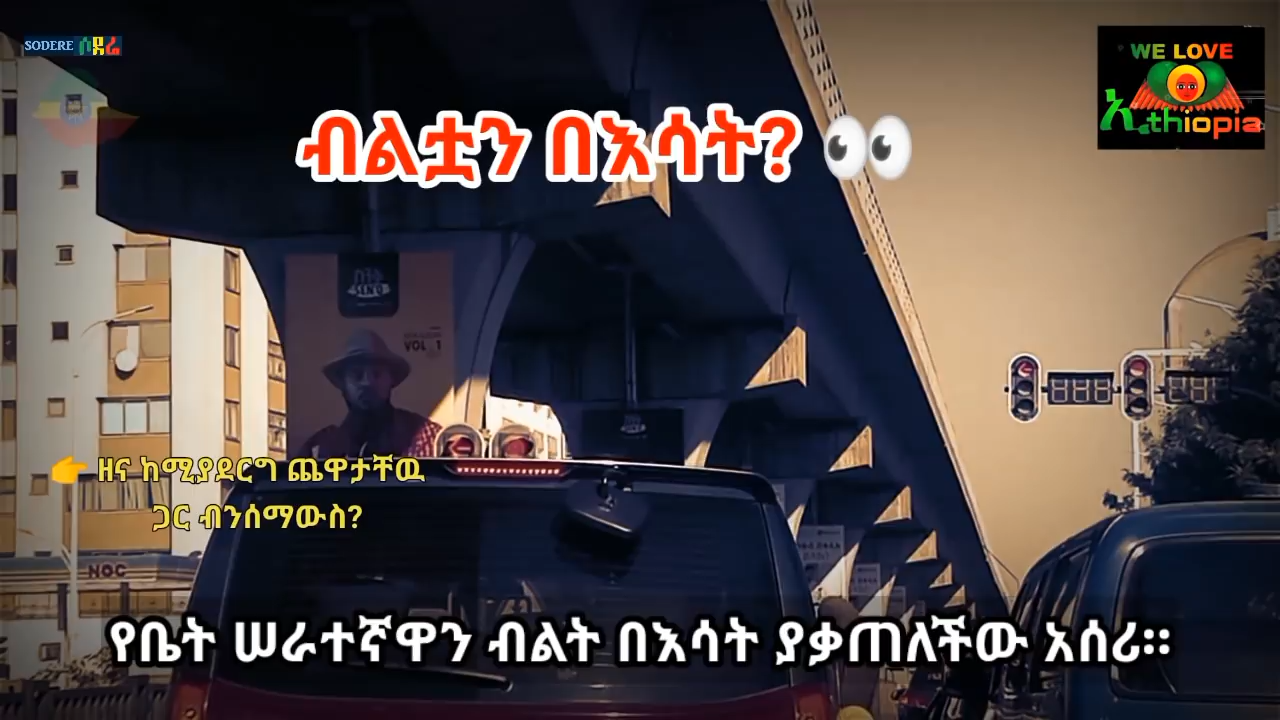 SODERE ሶደሬ
WE LOVE
ኢthiopia
ብልቷን በእሳት? 👀
VOL 1
👉 ዘና ከሚያደርግ ጨዋታቸዉ
ጋር ብንሰማውስ?
NOC
የቤት ሠራተኛዋን ብልት በእሳት ያቃጠለችው አሰሪ።